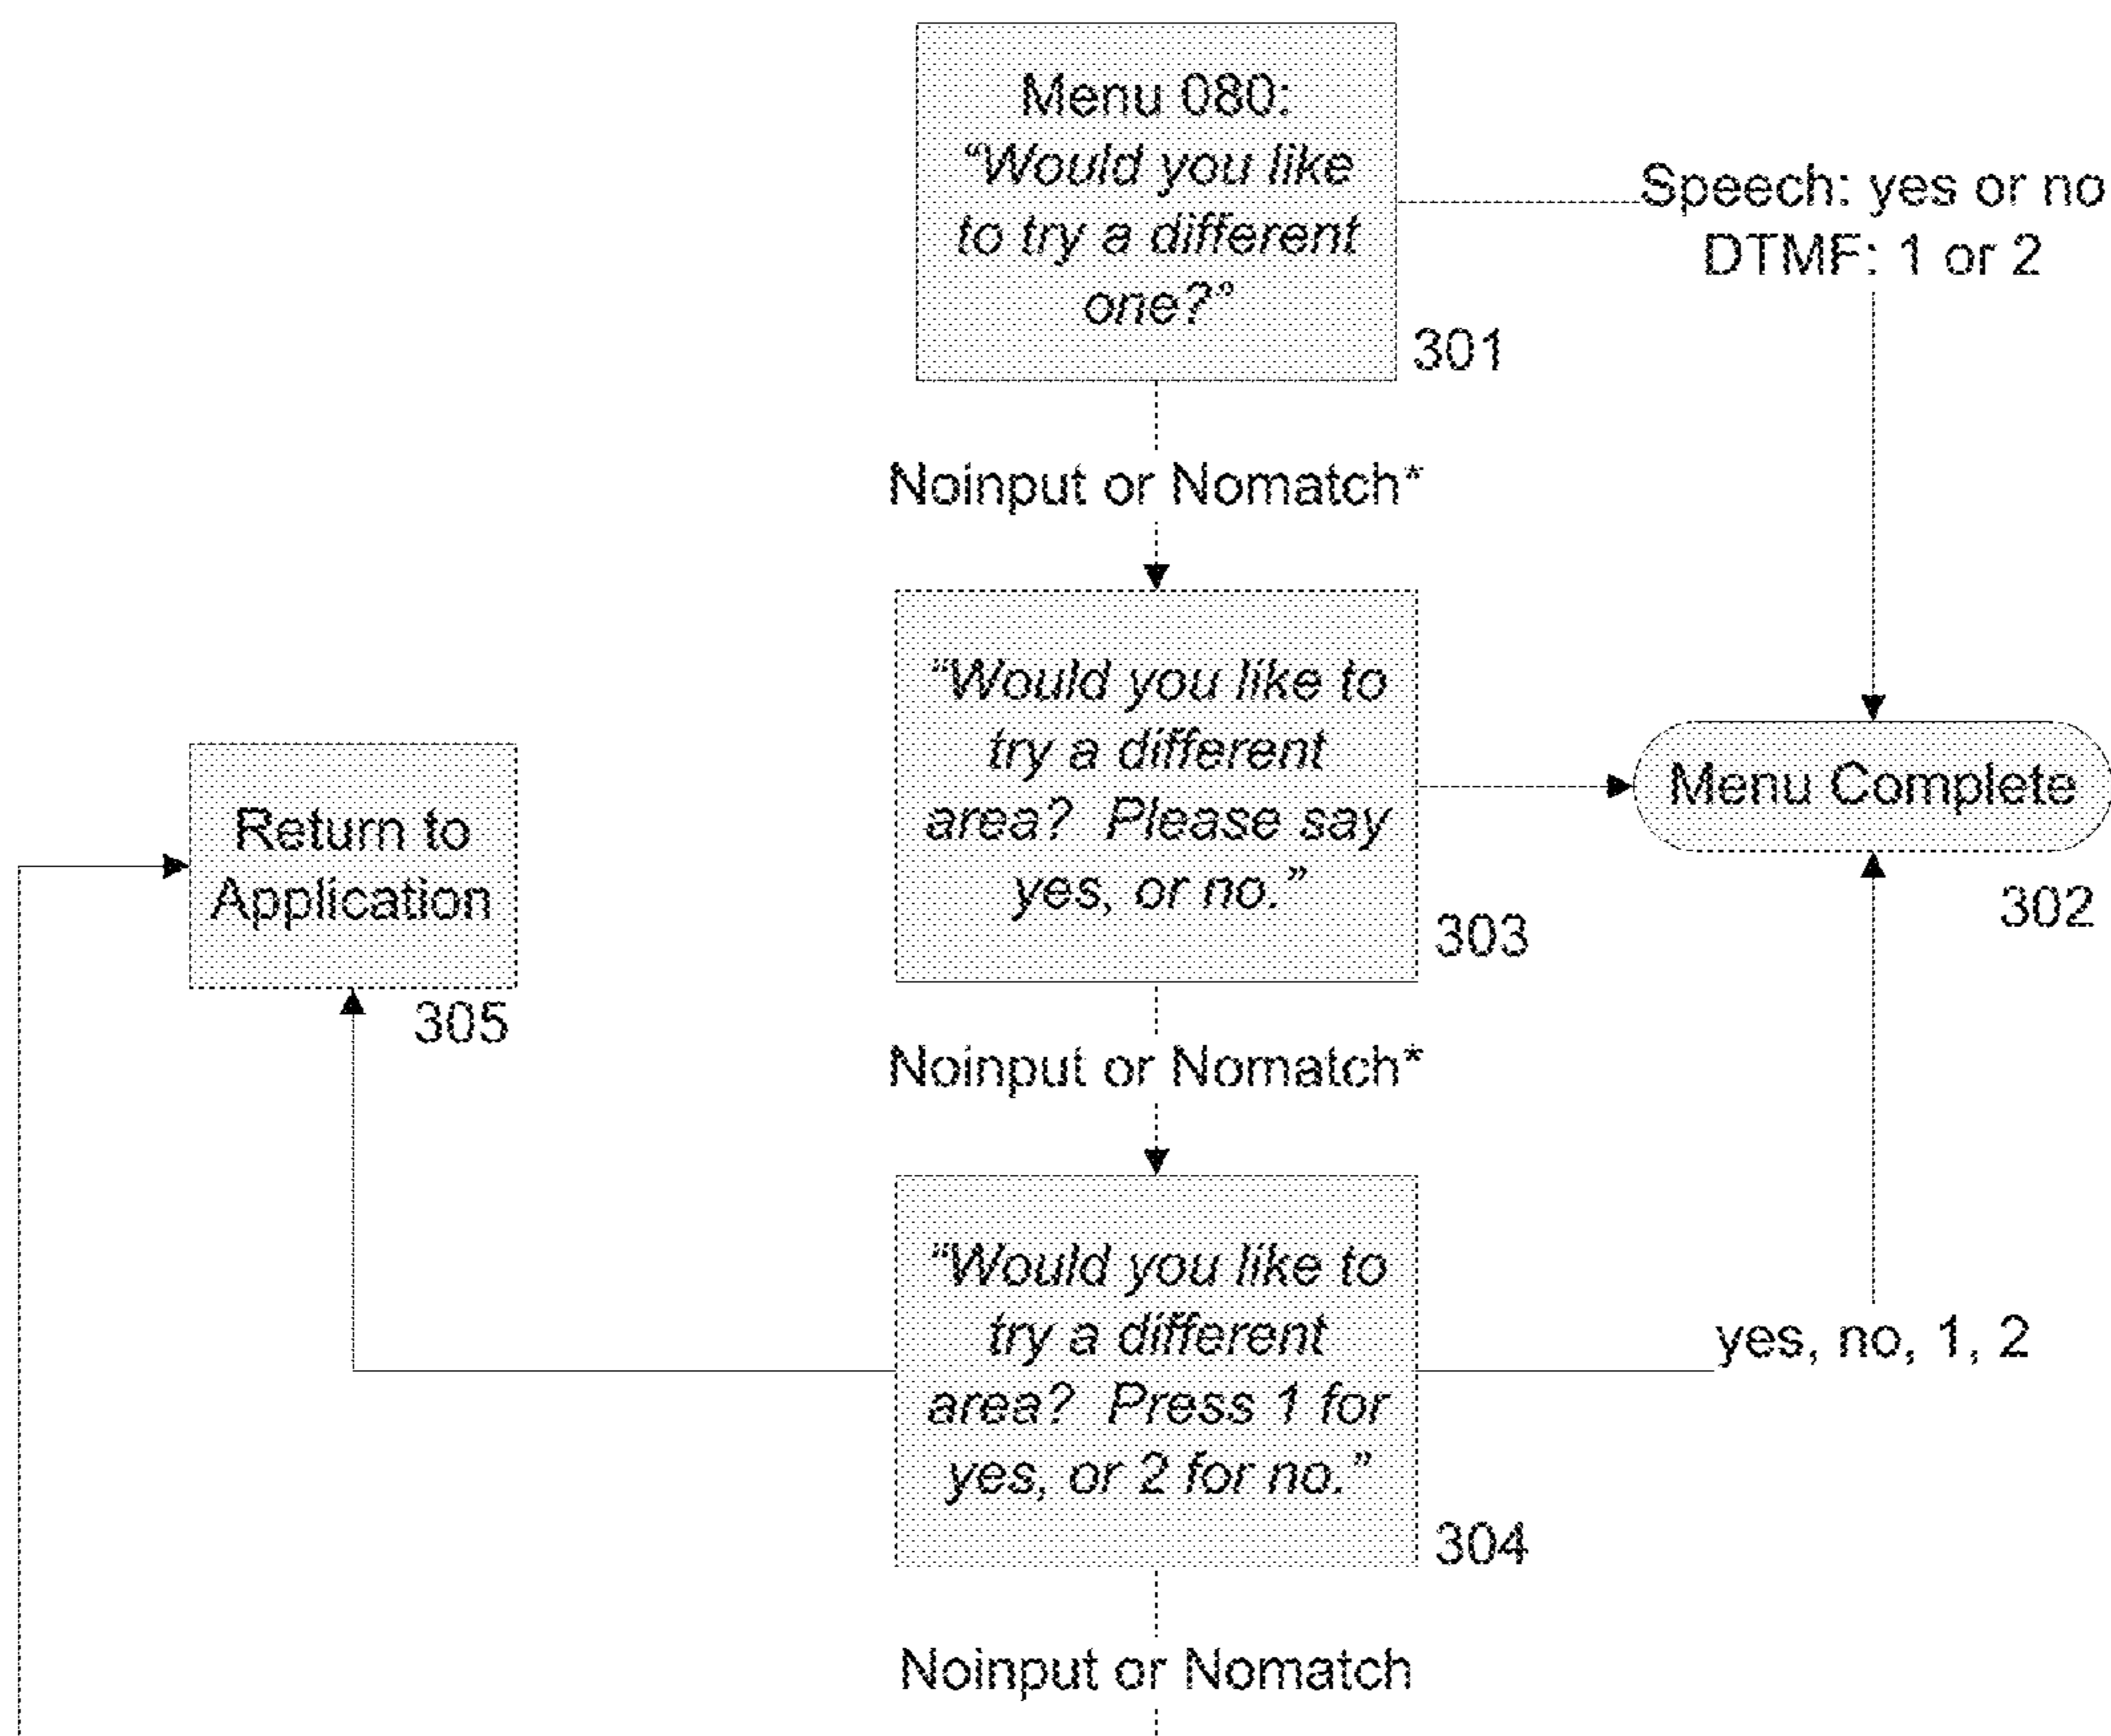 Menu 080:
“Would you like
to try a different
one?”
301
Speech: yes or no
DTMF: 1 or 2
Noinput or Nomatch*
“Would you like to
try a different
area?  Please say
yes, or no.”
303
Menu Complete
302
Return to
Application
305
Noinput or Nomatch*
“Would you like to
try a different
area?  Press 1 for
yes, or 2 for no.”
304
yes, no, 1, 2
Noinput or Nomatch